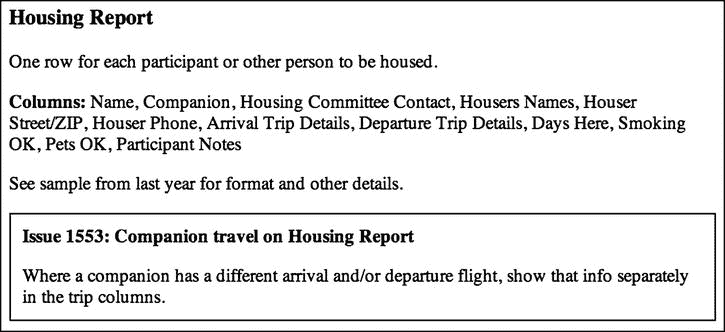 Housing Report
One row for each participant or other person to be housed.
Columns: Name, Companion, Housing Committee Contact, Housers Names, Houser
Street/ZIP, Houser Phone, Arrival Trip Details, Departure Trip Details, Days Here, Smoking
OK, Pets OK, Participant Notes
See sample from last year for format and other details.
Issue 1553: Companion travel on Housing Report
Where a companion has a different arrival and/or departure flight, show that info separately
in the trip columns.